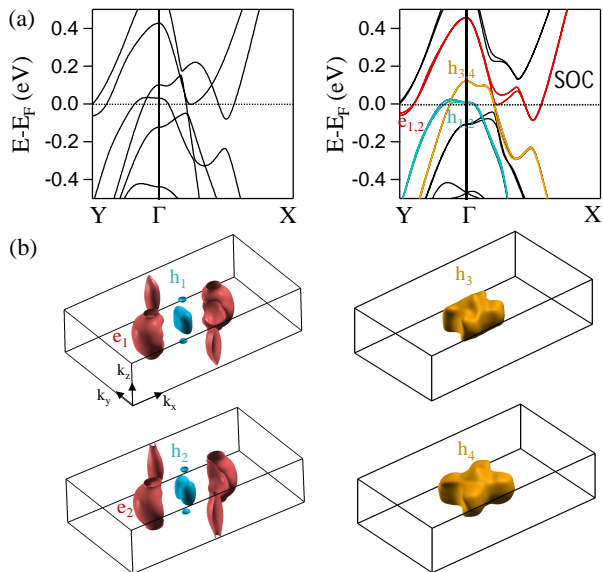 (a)
E-E_F (eV)
0.4
0.2
0.0
-0.2
-0.4
Y
Γ
X
E-E_F (eV)
0.4
0.2
0.0
-0.2
-0.4
h_3,4
SOC
e_1,2
h_1,2
Y
Γ
X
(b)
h_1
e_1
k_z
k_y
k_x
h_3
h_2
e_2
h_4